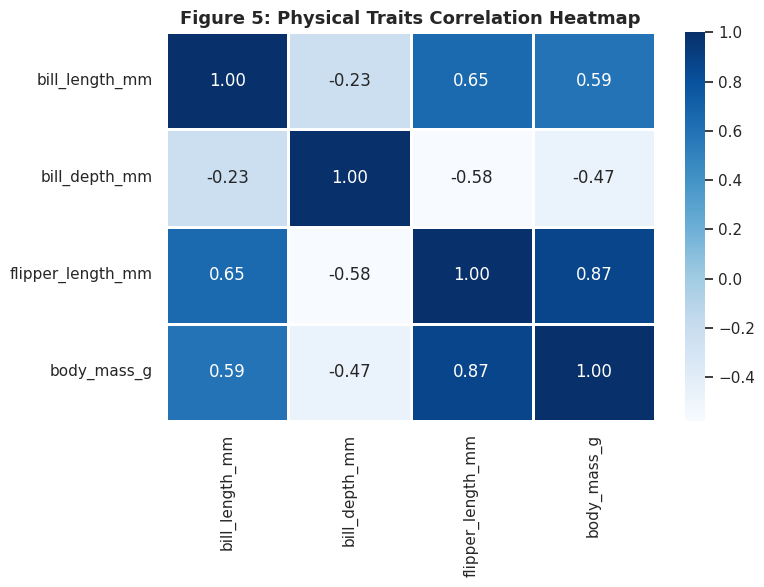 Figure 5: Physical Traits Correlation Heatmap
bill_length_mm 1.00 -0.23 0.65 0.59
bill_depth_mm -0.23 1.00 -0.58 -0.47
flipper_length_mm 0.65 -0.58 1.00 0.87
body_mass_g 0.59 -0.47 0.87 1.00
bill_length_mm
bill_depth_mm
flipper_length_mm
body_mass_g
1.0
0.8
0.6
0.4
0.2
0.0
−0.2
−0.4